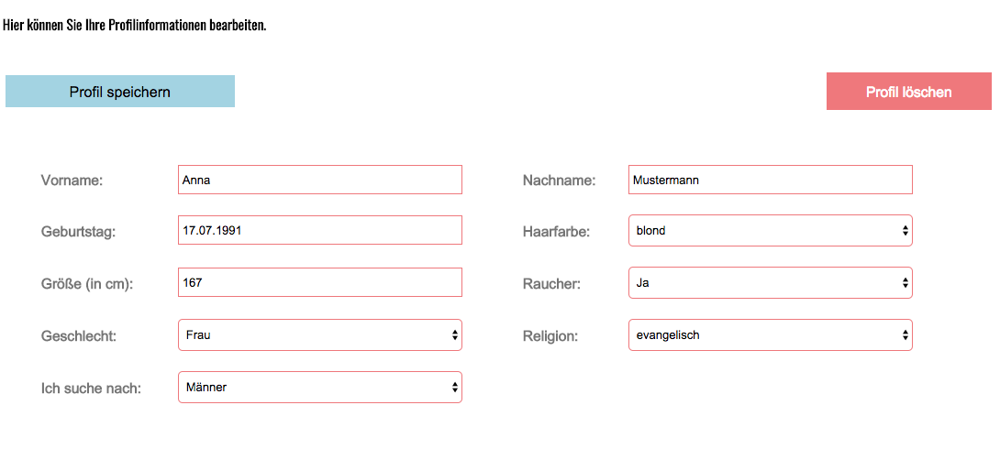 Hier können Sie Ihre Profilinformationen bearbeiten.
Profil speichern
Profil löschen
Vorname: Anna Nachname: Mustermann
Geburtstag: 17.07.1991 Haarfarbe: blond
Größe (in cm): 167 Raucher: Ja
Geschlecht: Frau Religion: evangelisch
Ich suche nach: Männer